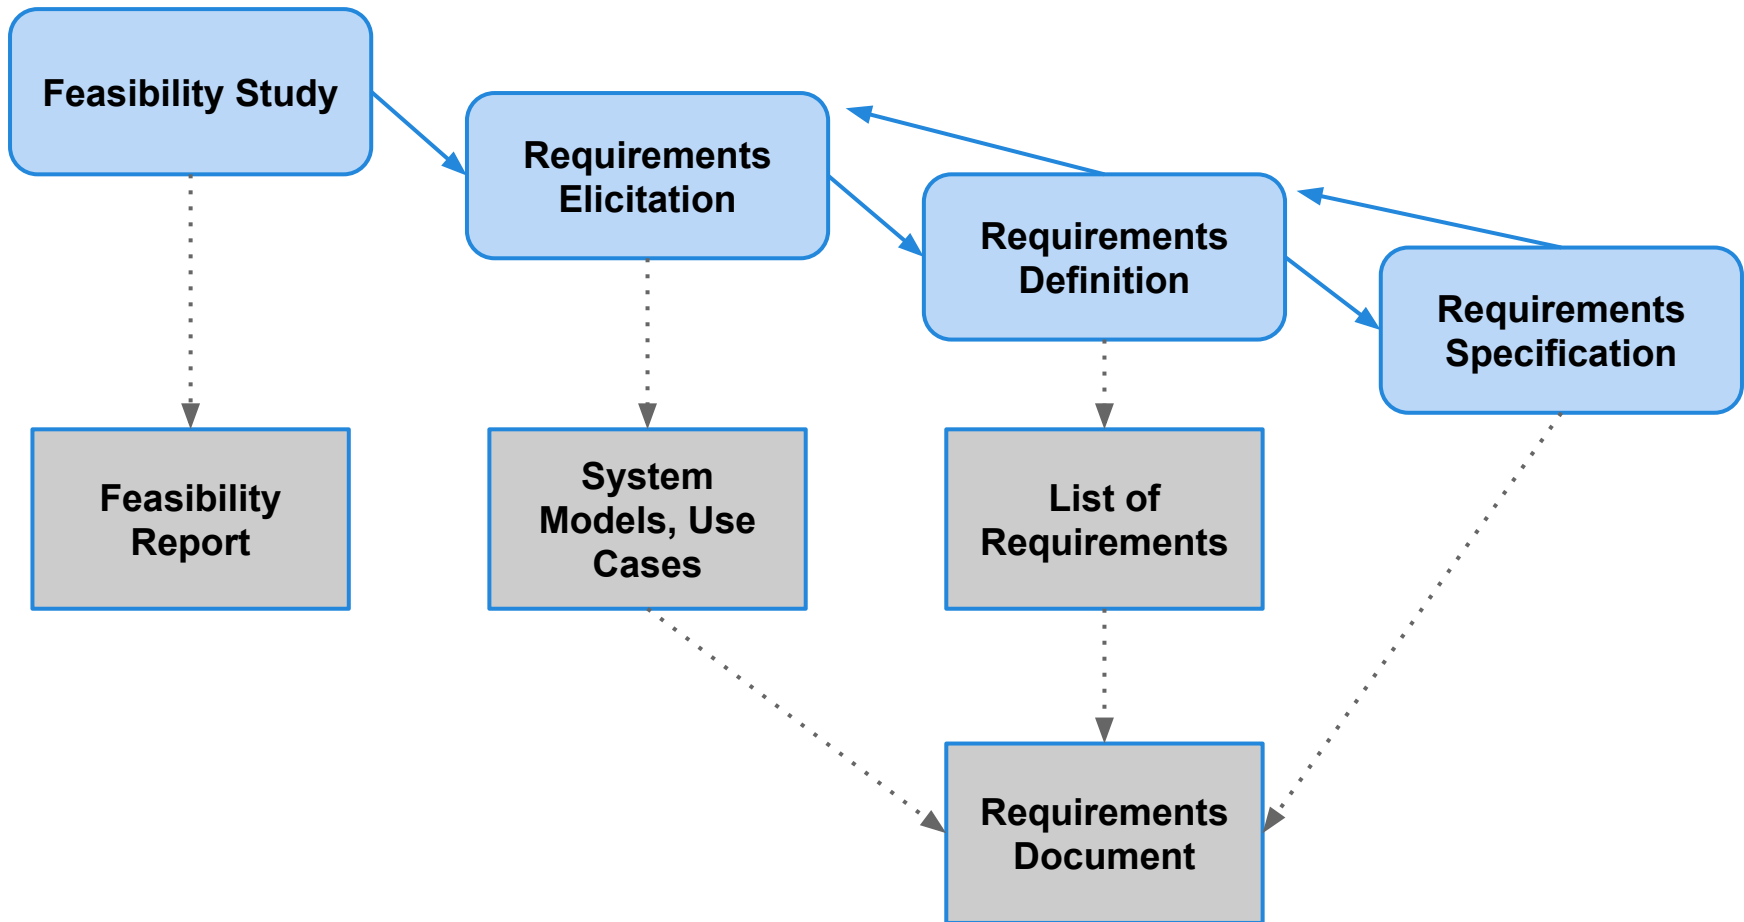 Feasibility Study
Requirements
Elicitation
Requirements
Definition
Requirements
Specification
Feasibility
Report
System
Models, Use
Cases
List of
Requirements
Requirements
Document